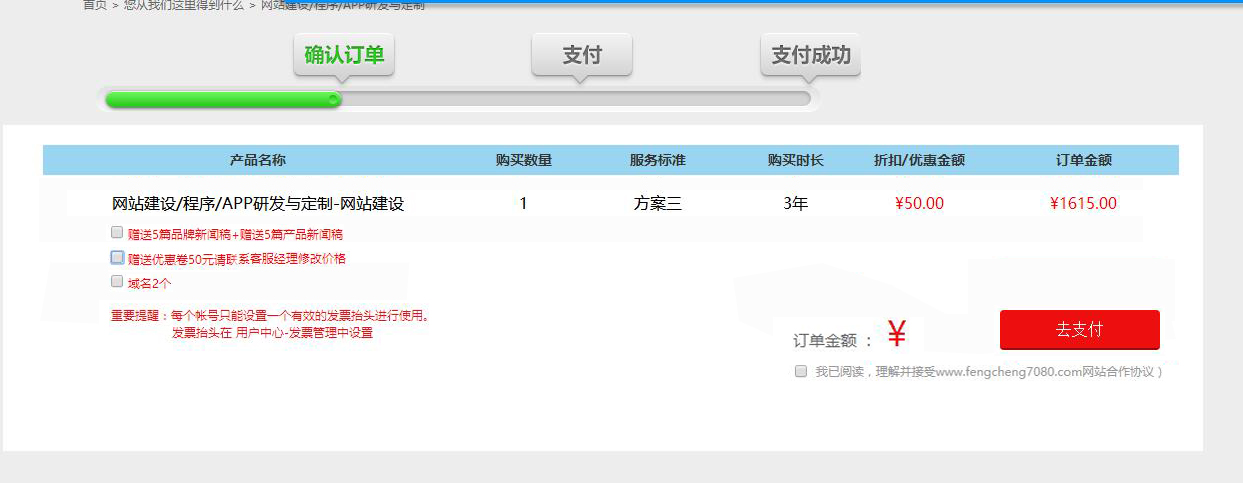 首页 > 您从我们这里得到什么 > 网站建设/程序/APP研发与定制
确认订单 支付 支付成功
产品名称 购买数量 服务标准 购买时长 折扣/优惠金额 订单金额
网站建设/程序/APP研发与定制-网站建设 1 方案三 3年 ¥50.00 ¥1615.00
赠送5篇品牌新闻稿+赠送5篇产品新闻稿
赠送优惠卷50元请联系客服经理修改价格
域名2个
重要提醒：每个帐号只能设置一个有效的发票抬头进行使用。
发票抬头在 用户中心-发票管理中设置
订单金额 ： ¥ 去支付
我已阅读，理解并接受www.fengcheng7080.com网站合作协议 ）